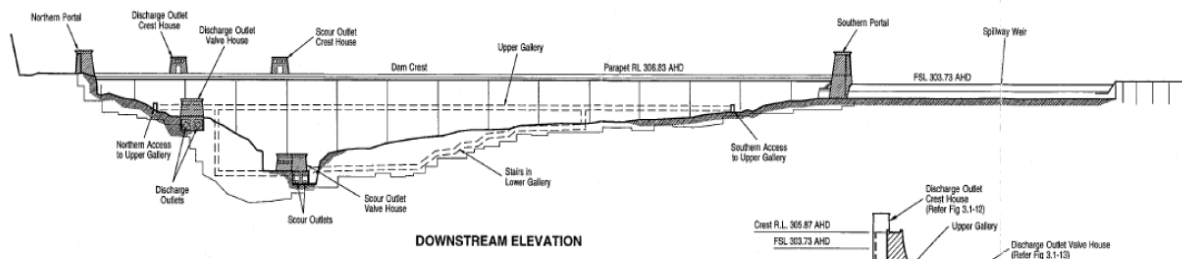 Northern Portal
Discharge Outlet
Crest House
Discharge Outlet
Valve House
Scour Outlet
Crest House
Upper Gallery
Southern Portal
Spillway Weir
Dam Crest
Parapet RL 306.83 AHD
FSL 303.73 AHD
Northern Access
to Upper Gallery
Discharge
Outlets
Scour Outlets
Scour Outlet
Valve House
Stairs in
Lower Gallery
Southern Access
to Upper Gallery
DOWNSTREAM ELEVATION
Discharge Outlet
Crest House
(Refer Fig 3.1-12)
Crest R.L. 305.87 AHD
Upper Gallery
FSL 303.73 AHD
Discharge Outlet Valve House
(Refer Fig 3.1-13)